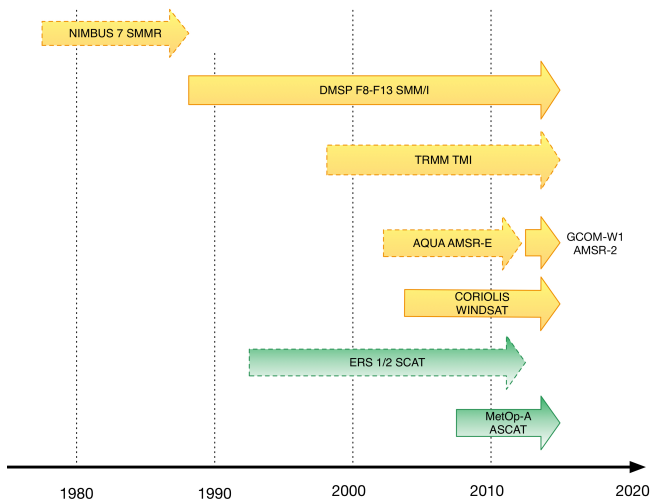 NIMBUS 7 SMMR
DMSP F8-F13 SMM/I
TRMM TMI
AQUA AMSR-E
GCOM-W1
AMSR-2
CORIOLIS
WINDSAT
ERS 1/2 SCAT
MetOp-A
ASCAT
1980
1990
2000
2010
2020